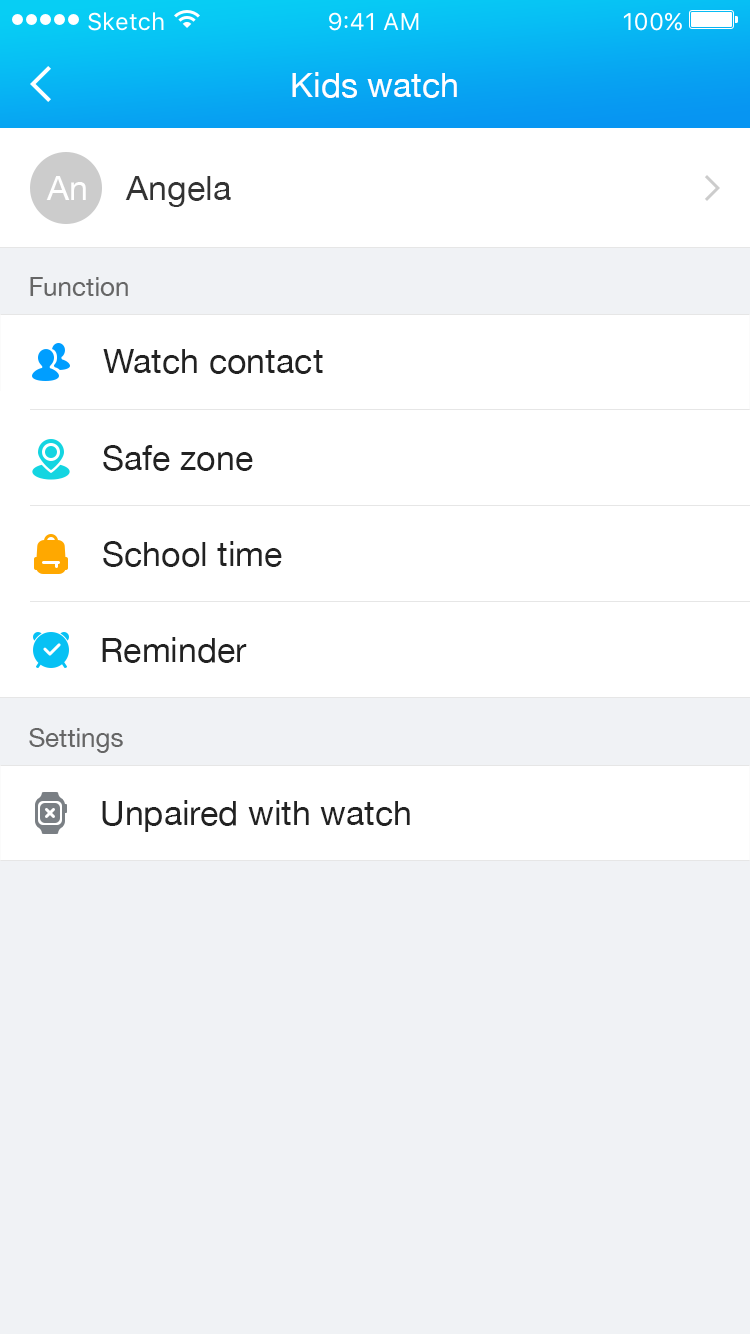 Sketch 9:41 AM 100%
Kids watch
An Angela
Function
Watch contact
Safe zone
School time
Reminder
Settings
Unpaired with watch